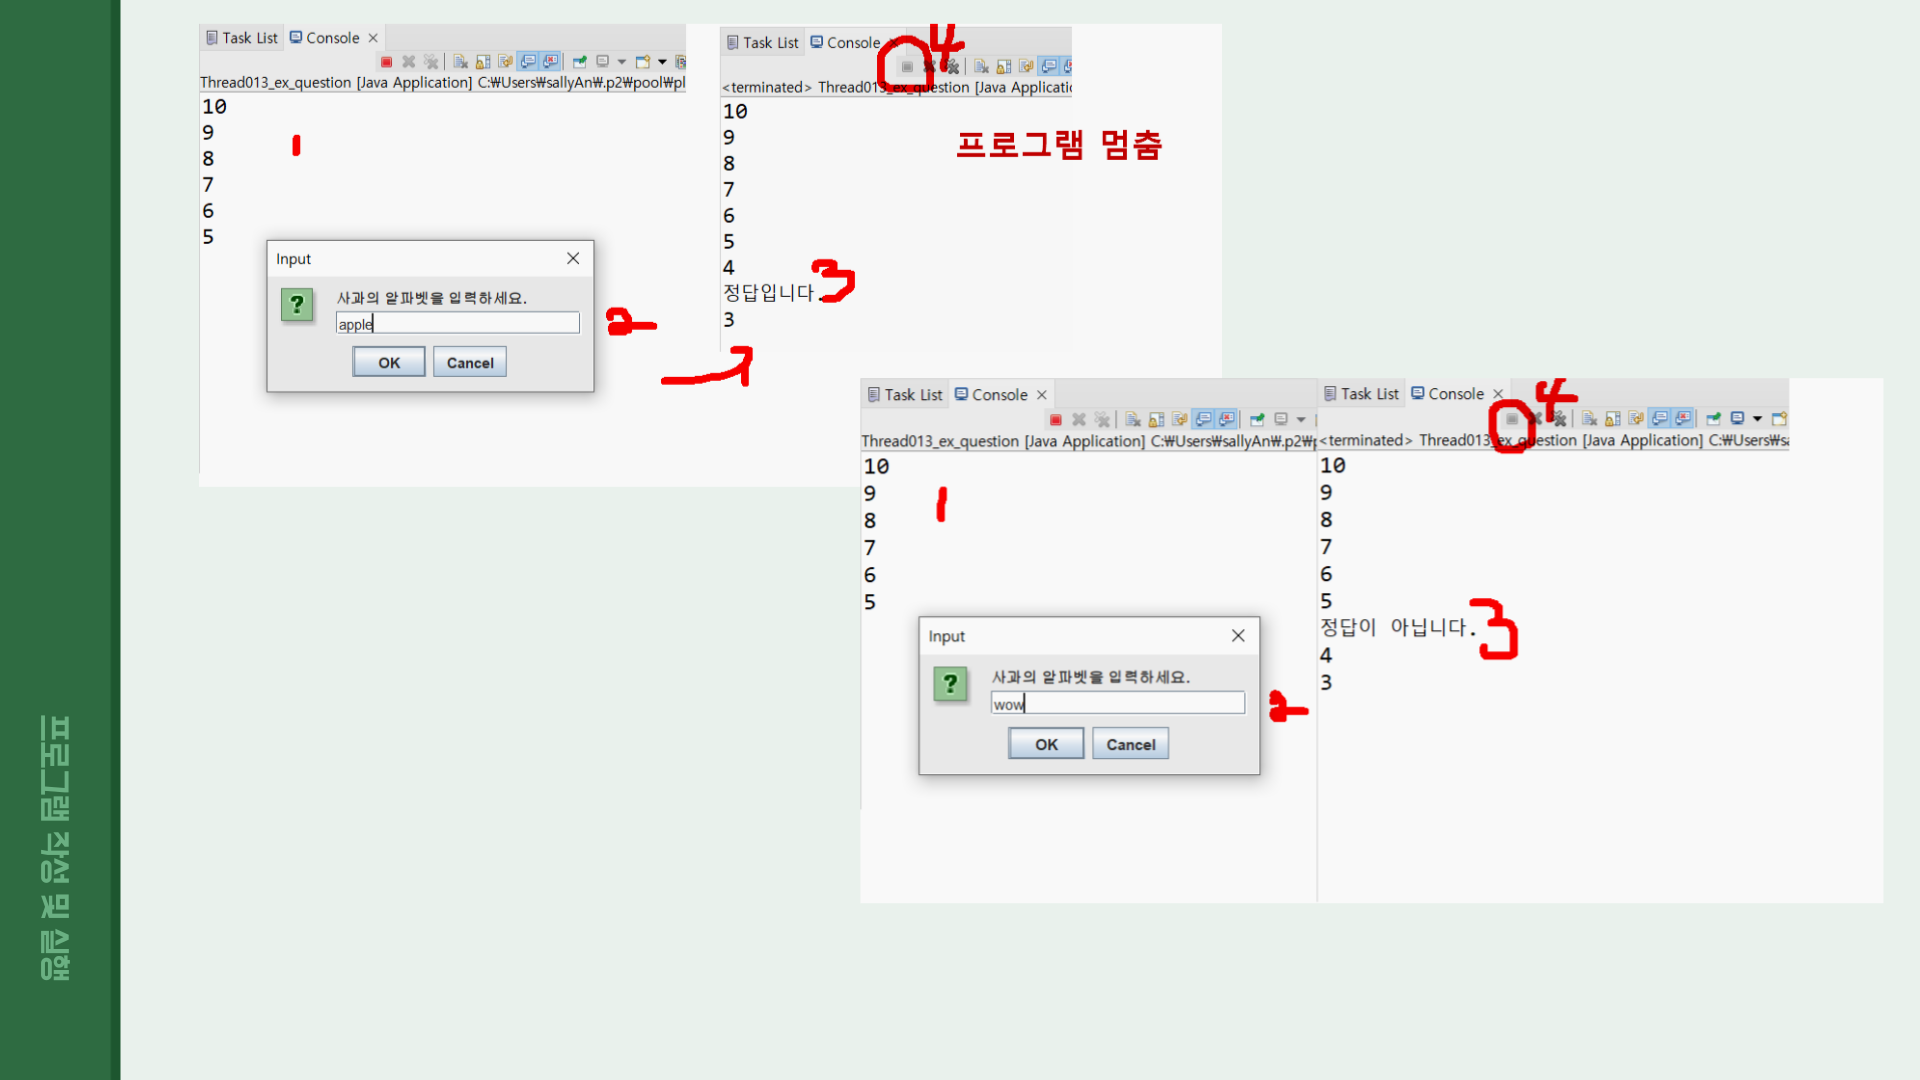 프로그램 작성 및 실행
Task List Console
Thread013_ex_question [Java Application] C:₩Users₩sallyAn₩.p2₩pool₩pl
10
9
8
7
6
5
1
Input
사과의 알파벳을 입력하세요.
apple
OK Cancel
2
Task List Console
4
<terminated> Thread013_ex_question [Java Applicatic
10
9
8
7
6
5
4
정답입니다.
3
3
프로그램 멈춤
Task List Console
Thread013_ex_question [Java Application] C:₩Users₩sallyAn₩.p2₩p
10
9
8
7
6
5
1
Input
사과의 알파벳을 입력하세요.
wow
OK Cancel
2
Task List Console
4
<terminated> Thread013_ex_question [Java Application] C:₩Users₩sa
10
9
8
7
6
5
정답이 아닙니다.
3
4
3